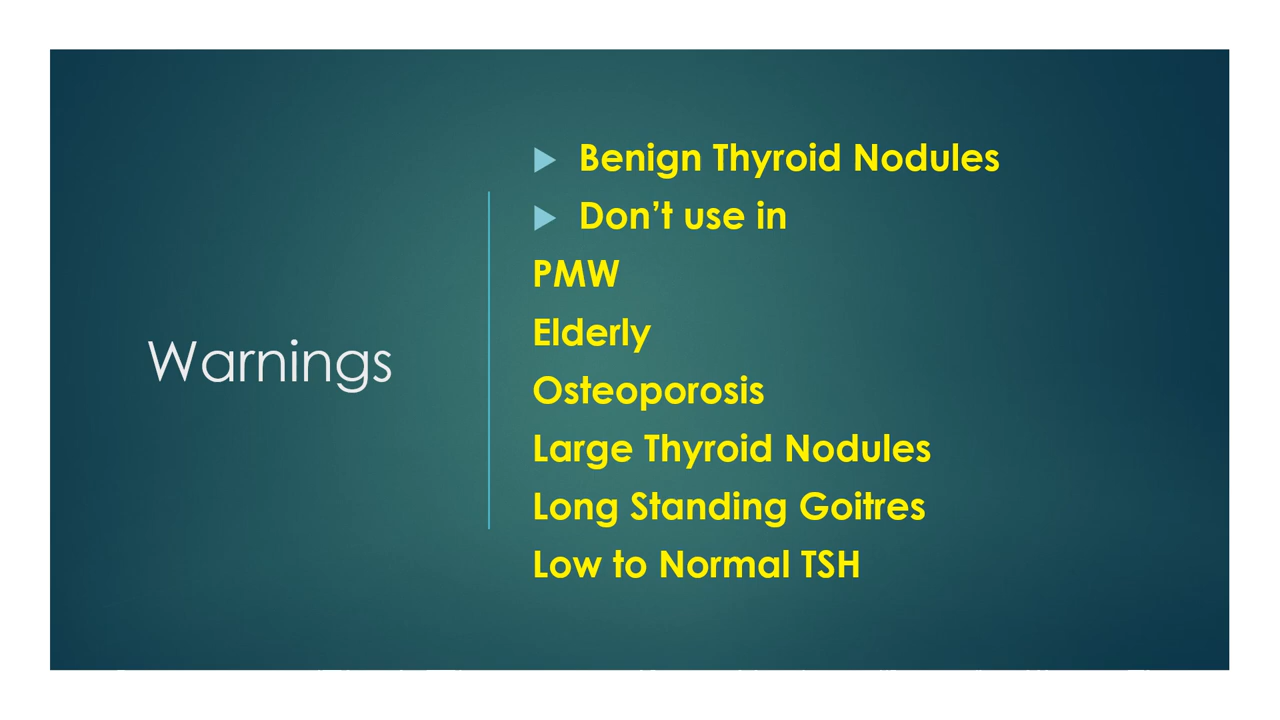 Warnings
Benign Thyroid Nodules
Don’t use in
PMW
Elderly
Osteoporosis
Large Thyroid Nodules
Long Standing Goitres
Low to Normal TSH